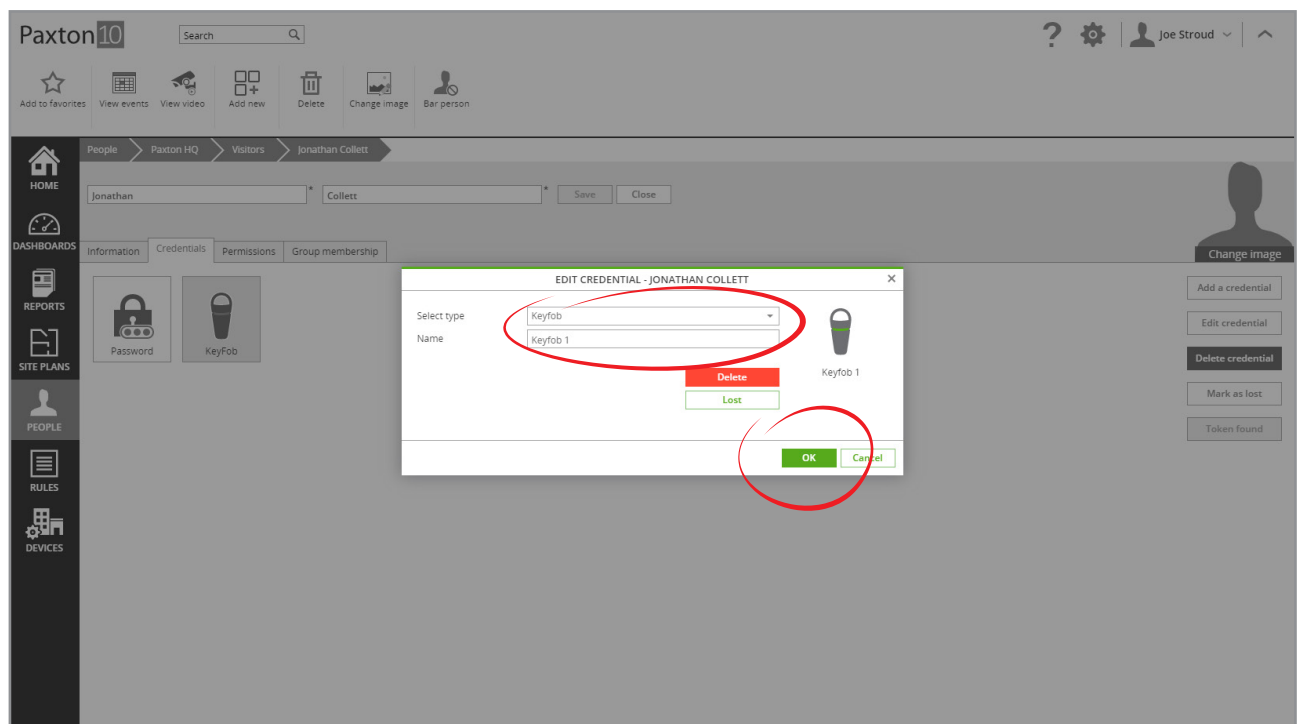 Paxton10
Search
Joe Stroud
Add to favorites
View events
View video
Add new
Delete
Change image
Bar person
HOME
DASHBOARDS
REPORTS
SITE PLANS
PEOPLE
RULES
DEVICES
People
Paxton HQ
Visitors
Jonathan Collett
Jonathan *
Collett *
Save
Close
Information
Credentials
Permissions
Group membership
Change image
Password
KeyFob
EDIT CREDENTIAL - JONATHAN COLLETT
Select type
Keyfob
Name
Keyfob 1
Delete
Lost
Keyfob 1
OK
Cancel
Add a credential
Edit credential
Delete credential
Mark as lost
Token found